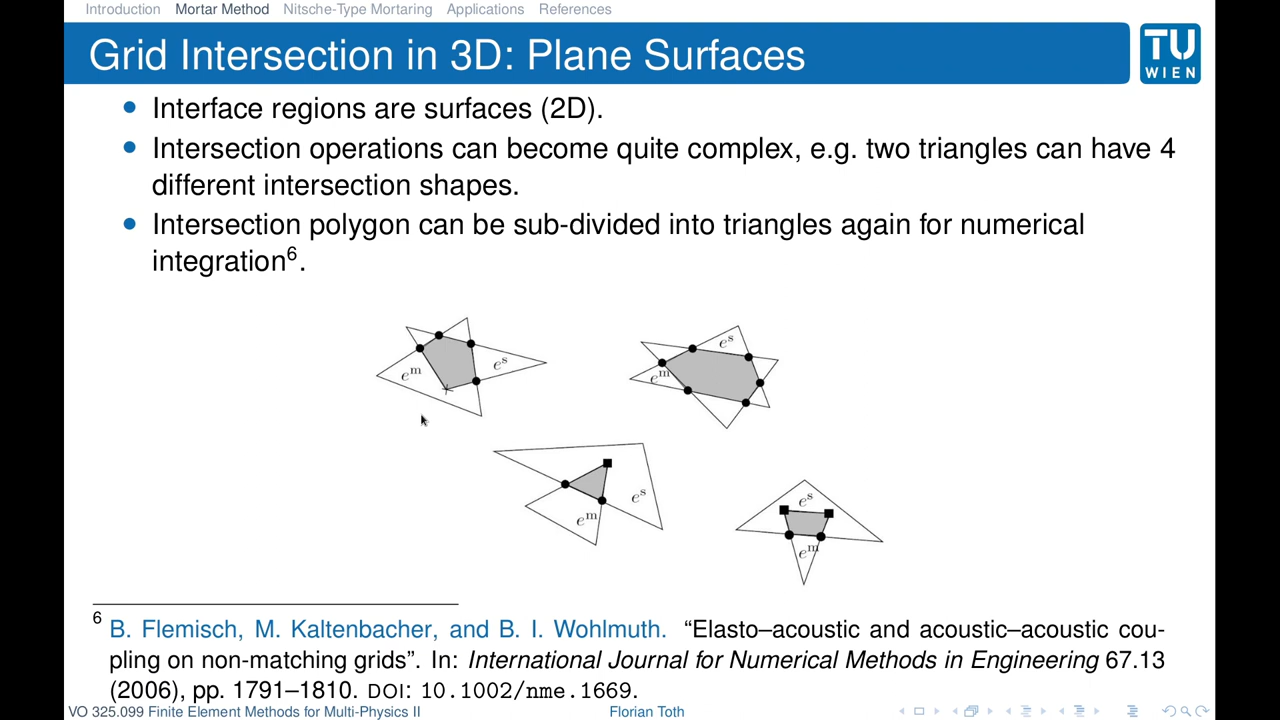 Introduction Mortar Method Nitsche-Type Mortaring Applications References
Grid Intersection in 3D: Plane Surfaces
TU
WIEN
• Interface regions are surfaces (2D).
• Intersection operations can become quite complex, e.g. two triangles can have 4
different intersection shapes.
• Intersection polygon can be sub-divided into triangles again for numerical
integration⁶.
eᵐ
eˢ
eˢ
eᵐ
eˢ
eᵐ
eˢ
eᵐ
⁶ B. Flemisch, M. Kaltenbacher, and B. I. Wohlmuth. “Elasto–acoustic and acoustic–acoustic cou-
pling on non-matching grids”. In: International Journal for Numerical Methods in Engineering 67.13
(2006), pp. 1791–1810. DOI: 10.1002/nme.1669.
VO 325.099 Finite Element Methods for Multi-Physics II Florian Toth